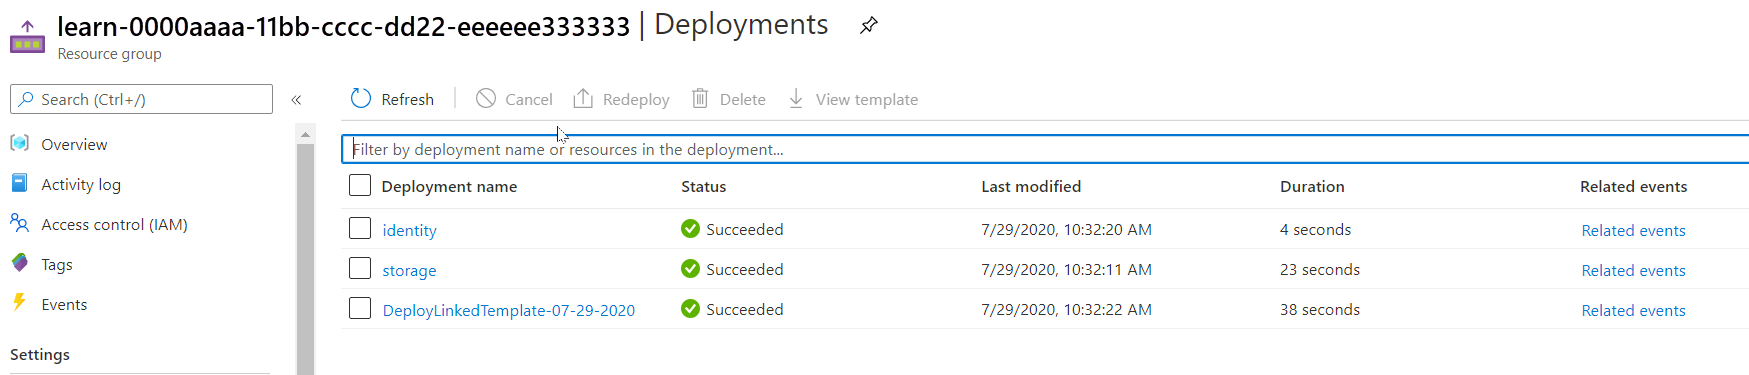 learn-0000aaaa-11bb-cccc-dd22-eeeeee333333 | Deployments
Resource group
Search (Ctrl+/)
«
Refresh Cancel Redeploy Delete View template
Filter by deployment name or resources in the deployment...
Overview
Activity log
Access control (IAM)
Tags
Events
Settings
Deployment name Status Last modified Duration Related events
identity Succeeded 7/29/2020, 10:32:20 AM 4 seconds Related events
storage Succeeded 7/29/2020, 10:32:11 AM 23 seconds Related events
DeployLinkedTemplate-07-29-2020 Succeeded 7/29/2020, 10:32:22 AM 38 seconds Related events